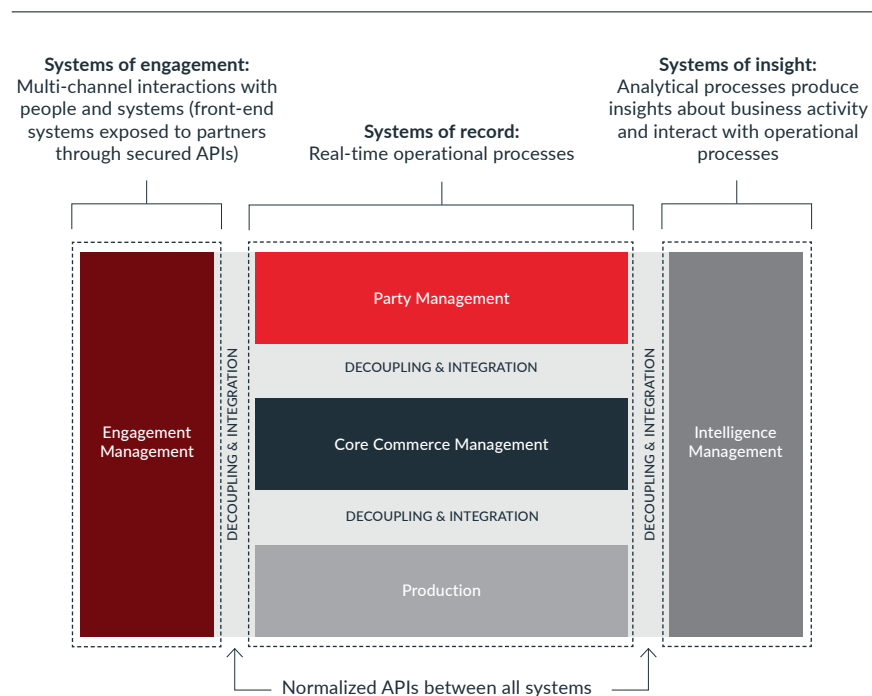 Systems of engagement:
Multi-channel interactions with
people and systems (front-end
systems exposed to partners
through secured APIs)
Systems of record:
Real-time operational processes
Systems of insight:
Analytical processes produce
insights about business activity
and interact with operational
processes
Engagement
Management
DECOUPLING & INTEGRATION
Party Management
DECOUPLING & INTEGRATION
Core Commerce Management
DECOUPLING & INTEGRATION
Production
DECOUPLING & INTEGRATION
Intelligence
Management
Normalized APIs between all systems